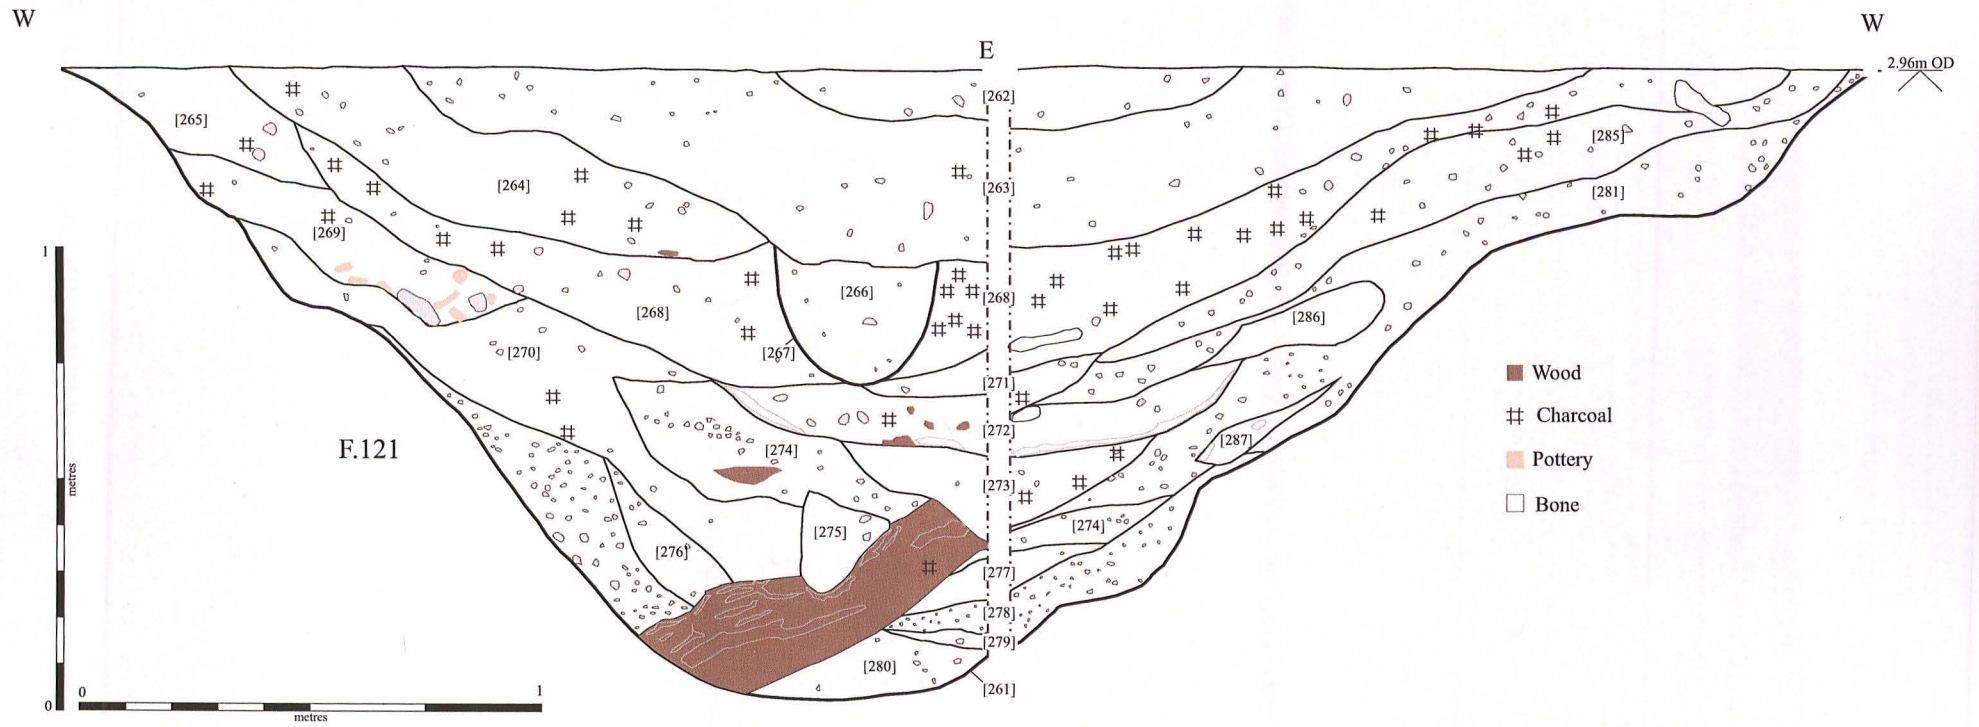 W
E
W
2.96m OD
[262]
[265]
[285]
[264]
[263]
[281]
[269]
[266]
[268]
[268]
[286]
[267]
[270]
[271]
[272]
[287]
[274]
F.121
[273]
[275]
[274]
[276]
[277]
[278]
[279]
[280]
[261]
Wood
Charcoal
Pottery
Bone
1
metres
0
0
1
metres